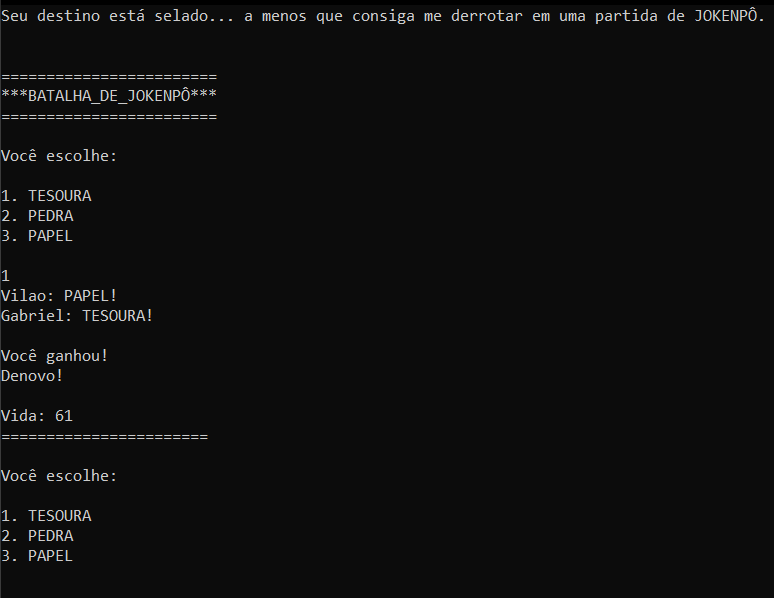 Seu destino está selado... a menos que consiga me derrotar em uma partida de JOKENPÔ.
========================
***BATALHA_DE_JOKENPÔ***
========================
Você escolhe:
1. TESOURA
2. PEDRA
3. PAPEL
1
Vilao: PAPEL!
Gabriel: TESOURA!
Você ganhou!
Denovo!
Vida: 61
=======================
Você escolhe:
1. TESOURA
2. PEDRA
3. PAPEL